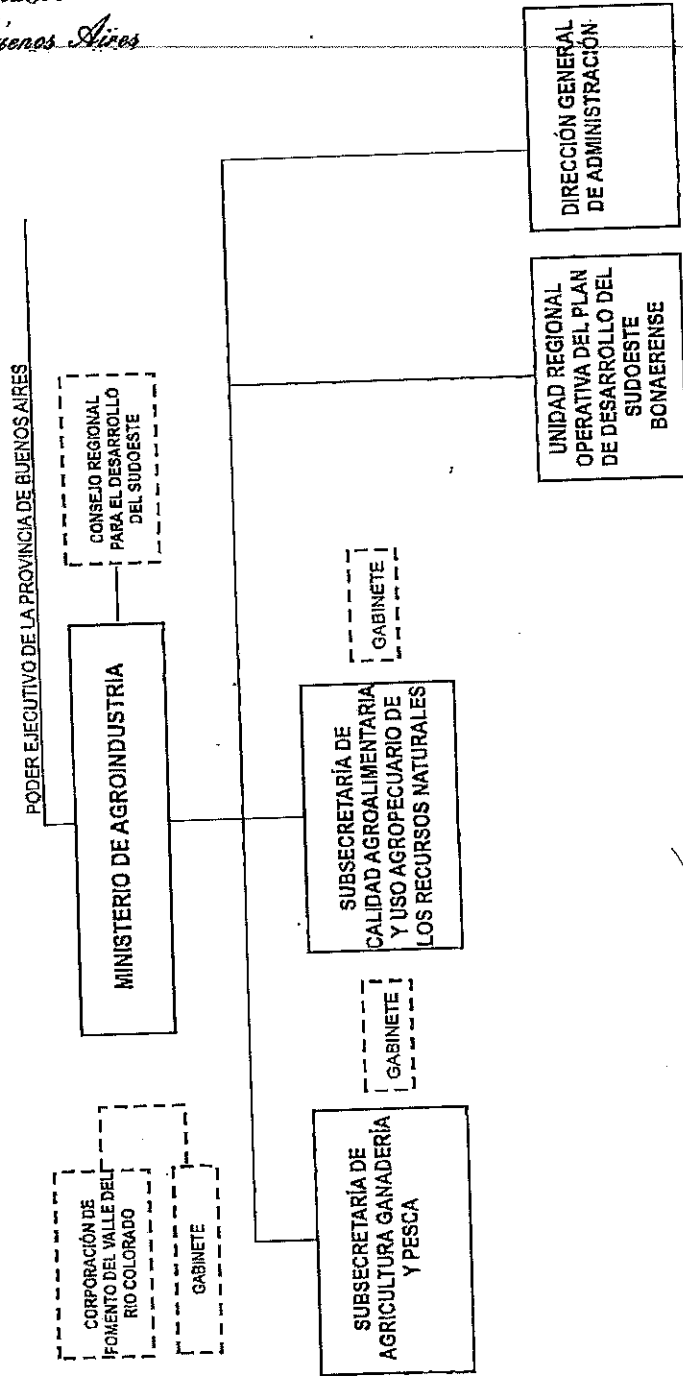 Buenos Aires
PODER EJECUTIVO DE LA PROVINCIA DE BUENOS AIRES
CORPORACIÓN DE
FOMENTO DEL VALLE DEL
RIO COLORADO
GABINETE
MINISTERIO DE AGROINDUSTRIA
CONSEJO REGIONAL
PARA EL DESARROLLO
DEL SUDOESTE
SUBSECRETARÍA DE
AGRICULTURA GANADERÍA
Y PESCA
GABINETE
SUBSECRETARÍA DE
CALIDAD AGROALIMENTARIA
Y USO AGROPECUARIO DE
LOS RECURSOS NATURALES
GABINETE
UNIDAD REGIONAL
OPERATIVA DEL PLAN
DE DESARROLLO DEL
SUDOESTE
BONAERENSE
DIRECCIÓN GENERAL
DE ADMINISTRACIÓN